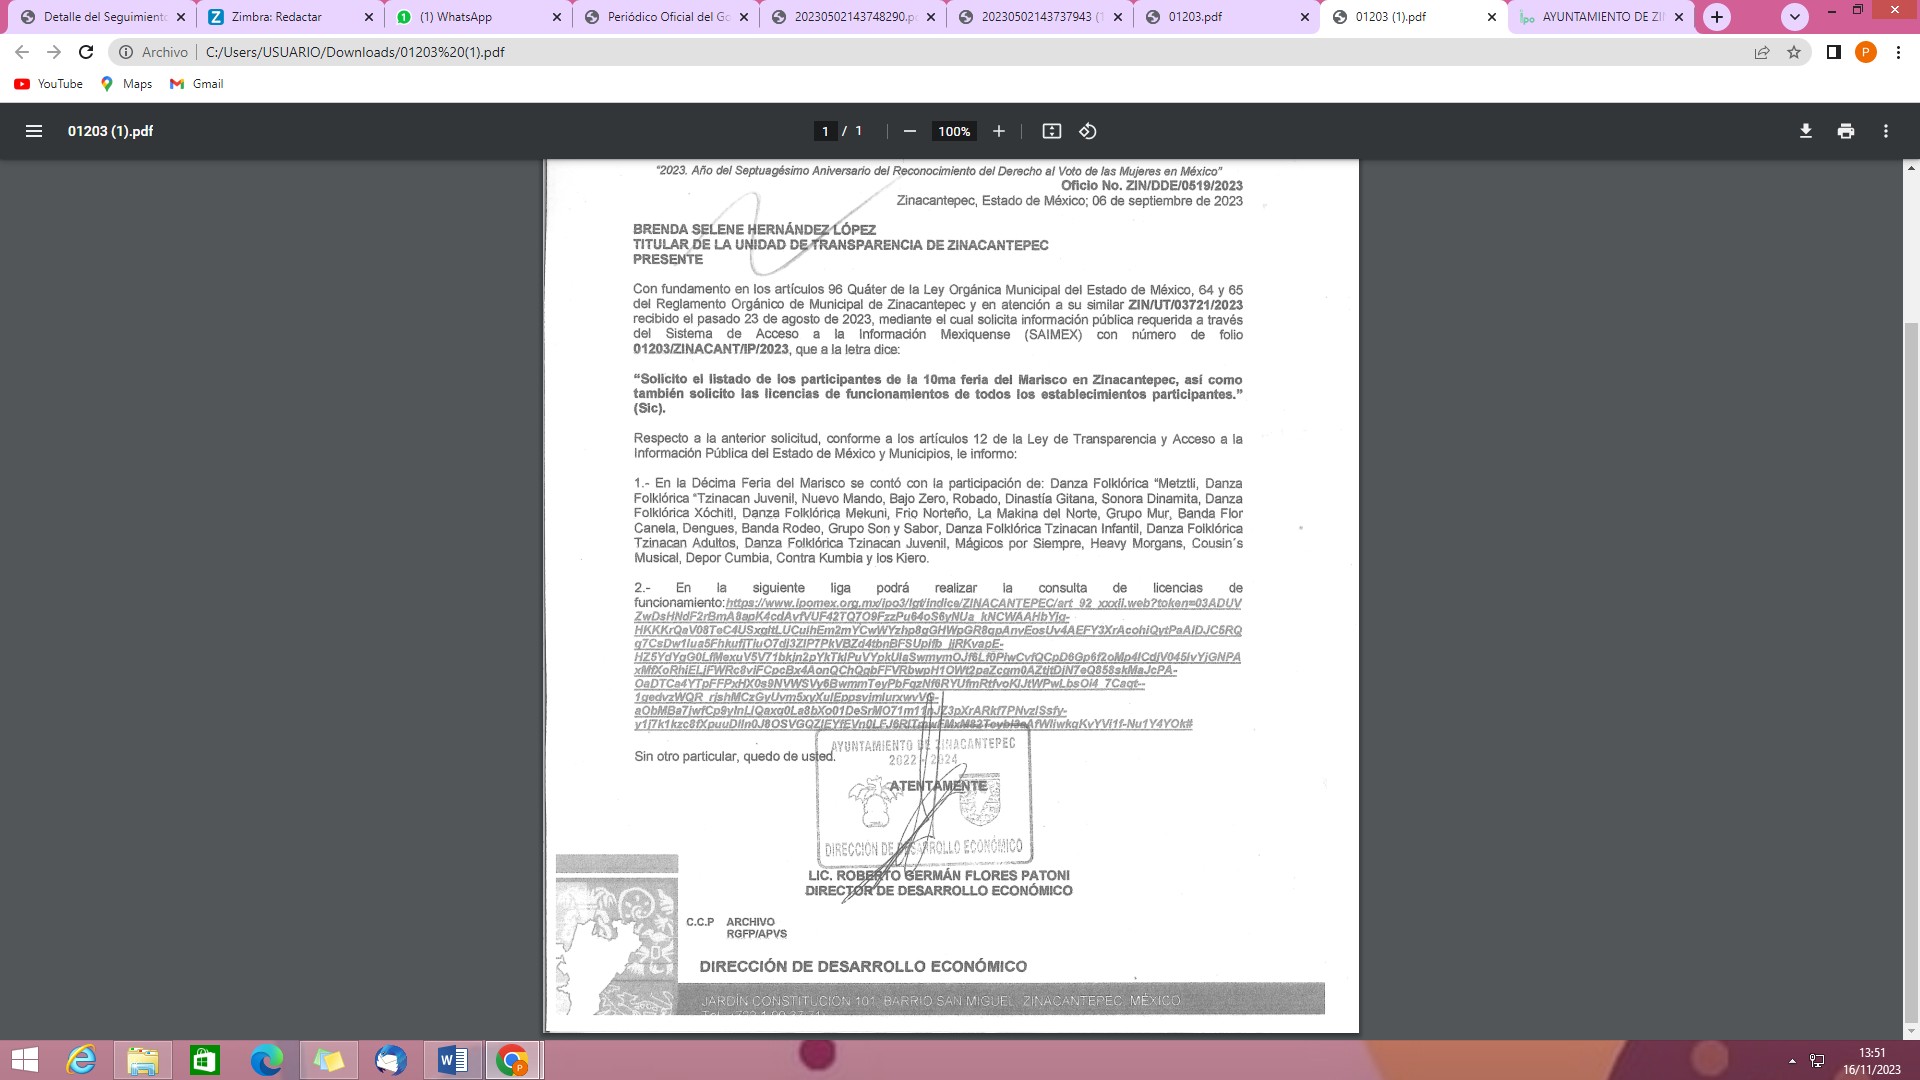 Detalle del Seguimiento
Zimbra: Redactar
(1) WhatsApp
Periódico Oficial del Go
20230502143748290.p
20230502143737943 (1
01203.pdf
01203 (1).pdf
AYUNTAMIENTO DE ZI
Archivo
C:/Users/USUARIO/Downloads/01203%20(1).pdf
P
YouTube
Maps
Gmail
01203 (1).pdf
1 / 1
100%
"2023. Año del Septuagésimo Aniversario del Reconocimiento del Derecho al Voto de las Mujeres en México"
Oficio No. ZIN/DDE/0519/2023
Zinacantepec, Estado de México; 06 de septiembre de 2023
BRENDA SELENE HERNÁNDEZ LÓPEZ
TITULAR DE LA UNIDAD DE TRANSPARENCIA DE ZINACANTEPEC
PRESENTE
Con fundamento en los artículos 96 Quáter de la Ley Orgánica Municipal del Estado de México, 64 y 65
del Reglamento Orgánico de Municipal de Zinacantepec y en atención a su similar ZIN/UT/03721/2023
recibido el pasado 23 de agosto de 2023, mediante el cual solicita información pública requerida a través
del Sistema de Acceso a la Información Mexiquense (SAIMEX) con número de folio
01203/ZINACANT/IP/2023, que a la letra dice:
"Solicito el listado de los participantes de la 10ma feria del Marisco en Zinacantepec, así como
también solicito las licencias de funcionamientos de todos los establecimientos participantes."
(Sic).
Respecto a la anterior solicitud, conforme a los artículos 12 de la Ley de Transparencia y Acceso a la
Información Pública del Estado de México y Municipios, le informo:
1.- En la Décima Feria del Marisco se contó con la participación de: Danza Folklórica "Metztli, Danza
Folklórica "Tzinacan Juvenil, Nuevo Mando, Bajo Zero, Robado, Dinastía Gitana, Sonora Dinamita, Danza
Folklórica Xóchitl, Danza Folklórica Mekuni, Frio Norteño, La Makina del Norte, Grupo Mur, Banda Flor
Canela, Dengues, Banda Rodeo, Grupo Son y Sabor, Danza Folklórica Tzinacan Infantil, Danza Folklórica
Tzinacan Adultos, Danza Folklórica Tzinacan Juvenil, Mágicos por Siempre, Heavy Morgans, Cousin´s
Musical, Depor Cumbia, Contra Kumbia y los Kiero.
2.- En la siguiente liga podrá realizar la consulta de licencias de
funcionamiento:https://www.ipomex.org.mx/ipo3/lgt/indice/ZINACANTEPEC/art_92_xxxii.web?token=03ADUV
Sin otro particular, quedo de usted.
AYUNTAMIENTO DE ZINACANTEPEC
2022 - 2024
ATENTAMENTE
DIRECCION DE DESARROLLO ECONÓMICO
LIC. ROBERTO GERMÁN FLORES PATONI
DIRECTOR DE DESARROLLO ECONÓMICO
C.C.P ARCHIVO
RGFP/APVS
DIRECCIÓN DE DESARROLLO ECONÓMICO
JARDÍN CONSTITUCIÓN 101, BARRIO SAN MIGUEL, ZINACANTEPEC, MÉXICO
13:51
16/11/2023